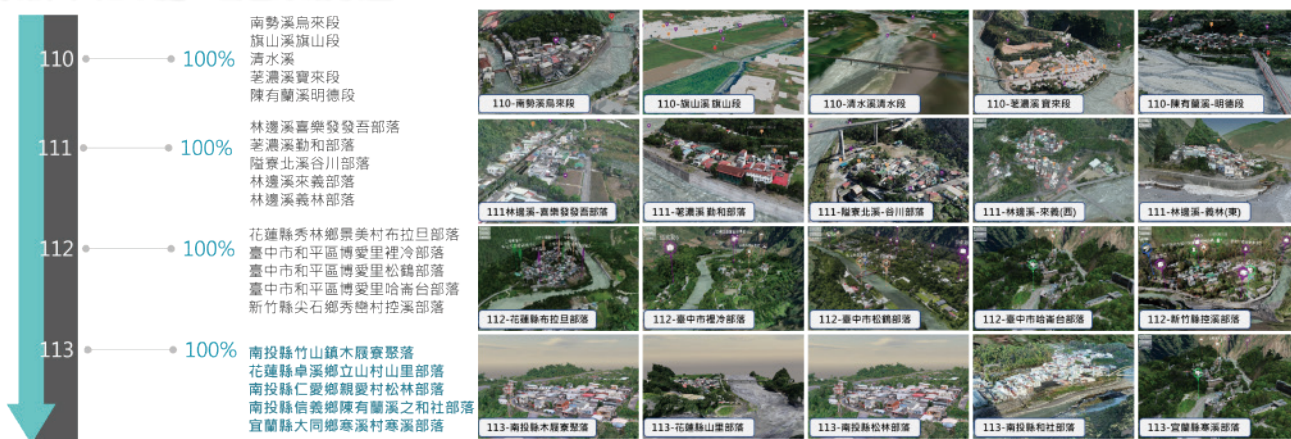 110
100%
南勢溪烏來段
旗山溪旗山段
清水溪
荖濃溪寶來段
陳有蘭溪明德段
111
100%
林邊溪喜樂發發吾部落
荖濃溪勤和部落
隘寮北溪谷川部落
林邊溪來義部落
林邊溪義林部落
112
100%
花蓮縣秀林鄉景美村布拉旦部落
臺中市和平區博愛里裡冷部落
臺中市和平區博愛里松鶴部落
臺中市和平區博愛里哈崙台部落
新竹縣尖石鄉秀巒村控溪部落
113
100%
南投縣竹山鎮木屐寮聚落
花蓮縣卓溪鄉立山村山里部落
南投縣仁愛鄉親愛村松林部落
南投縣信義鄉陳有蘭溪之和社部落
宜蘭縣大同鄉寒溪村寒溪部落
110-南勢溪烏來段
110-旗山溪旗山段
110-清水溪清水段
110-荖濃溪寶來段
110-陳有蘭溪-明德段
111林邊溪-喜樂發發吾部落
111-荖濃溪勤和部落
111-隘寮北溪-谷川部落
111-林邊溪-來義(西)
111-林邊溪-義林(東)
112-花蓮縣布拉旦部落
112-臺中市裡冷部落
112-臺中市松鶴部落
112-臺中市哈崙台部落
112-新竹縣控溪部落
113-南投縣木屐寮聚落
113-花蓮縣山里部落
113-南投縣松林部落
113-南投縣和社部落
113-宜蘭縣寒溪部落